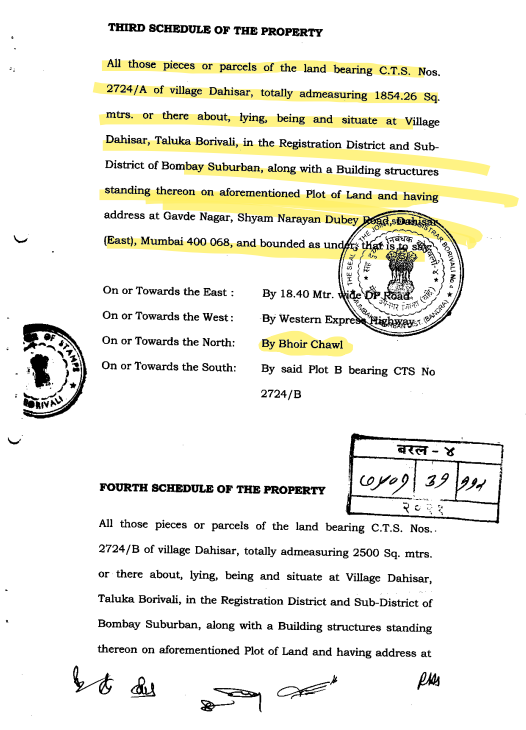 THIRD SCHEDULE OF THE PROPERTY
All those pieces or parcels of the land bearing C.T.S. Nos.
2724/A of village Dahisar, totally admeasuring 1854.26 Sq.
mtrs. or there about, lying, being and situate at Village
Dahisar, Taluka Borivali, in the Registration District and Sub-
District of Bombay Suburban, along with a Building structures
standing thereon on aforementioned Plot of Land and having
address at Gavde Nagar, Shyam Narayan Dubey Road, Dahisar
(East), Mumbai 400 068, and bounded as under that is to say
On or Towards the East : By 18.40 Mtr. wide DP Road
On or Towards the West : By Western Express Highway
On or Towards the North: By Bhoir Chawl
On or Towards the South: By said Plot B bearing CTS No
2724/B
बरल - ४
२०२१
FOURTH SCHEDULE OF THE PROPERTY
All those pieces or parcels of the land bearing C.T.S. Nos.
2724/B of village Dahisar, totally admeasuring 2500 Sq. mtrs.
or there about, lying, being and situate at Village Dahisar,
Taluka Borivali, in the Registration District and Sub-District of
Bombay Suburban, along with a Building structures standing
thereon on aforementioned Plot of Land and having address at